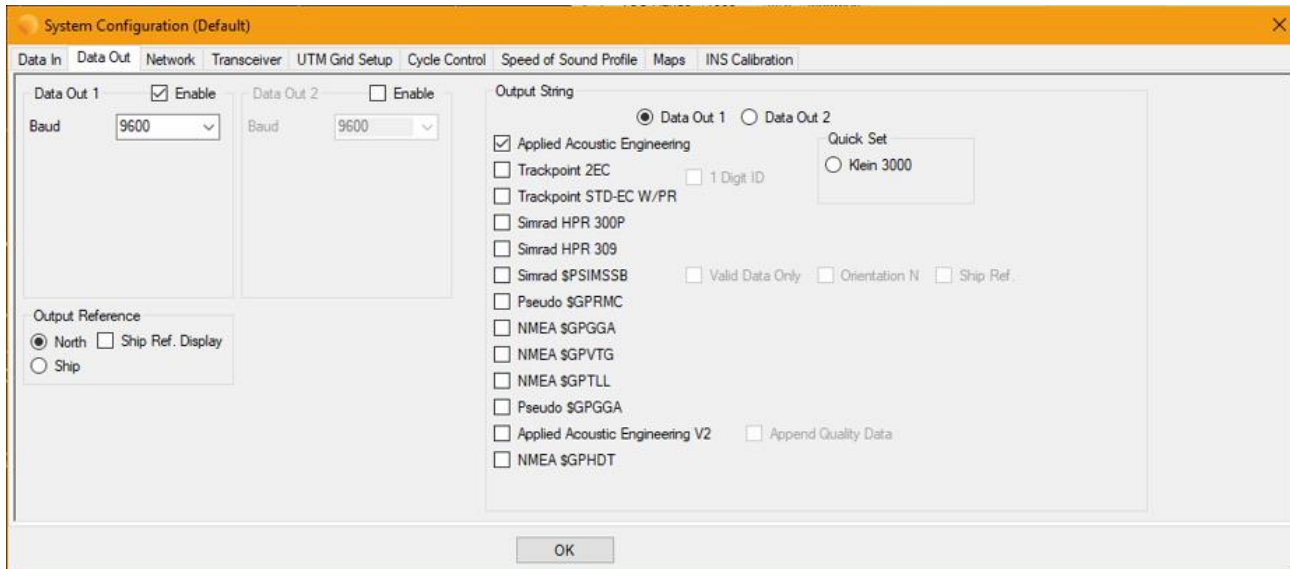 System Configuration (Default)
Data In Data Out Network Transceiver UTM Grid Setup Cycle Control Speed of Sound Profile Maps INS Calibration
Data Out 1 Enable Data Out 2 Enable
Baud 9600 Baud 9600
Output Reference
North Ship Ref. Display
Ship
Output String
Data Out 1 Data Out 2
Applied Acoustic Engineering
Quick Set
Klein 3000
Trackpoint 2EC 1 Digit ID
Trackpoint STD-EC W/PR
Simrad HPR 300P
Simrad HPR 309
Simrad $PSIMSSB Valid Data Only Orientation N Ship Ref.
Pseudo $GPRMC
NMEA $GPGGA
NMEA $GPVTG
NMEA $GPTLL
Pseudo $GPGGA
Applied Acoustic Engineering V2 Append Quality Data
NMEA $GPHDT
OK